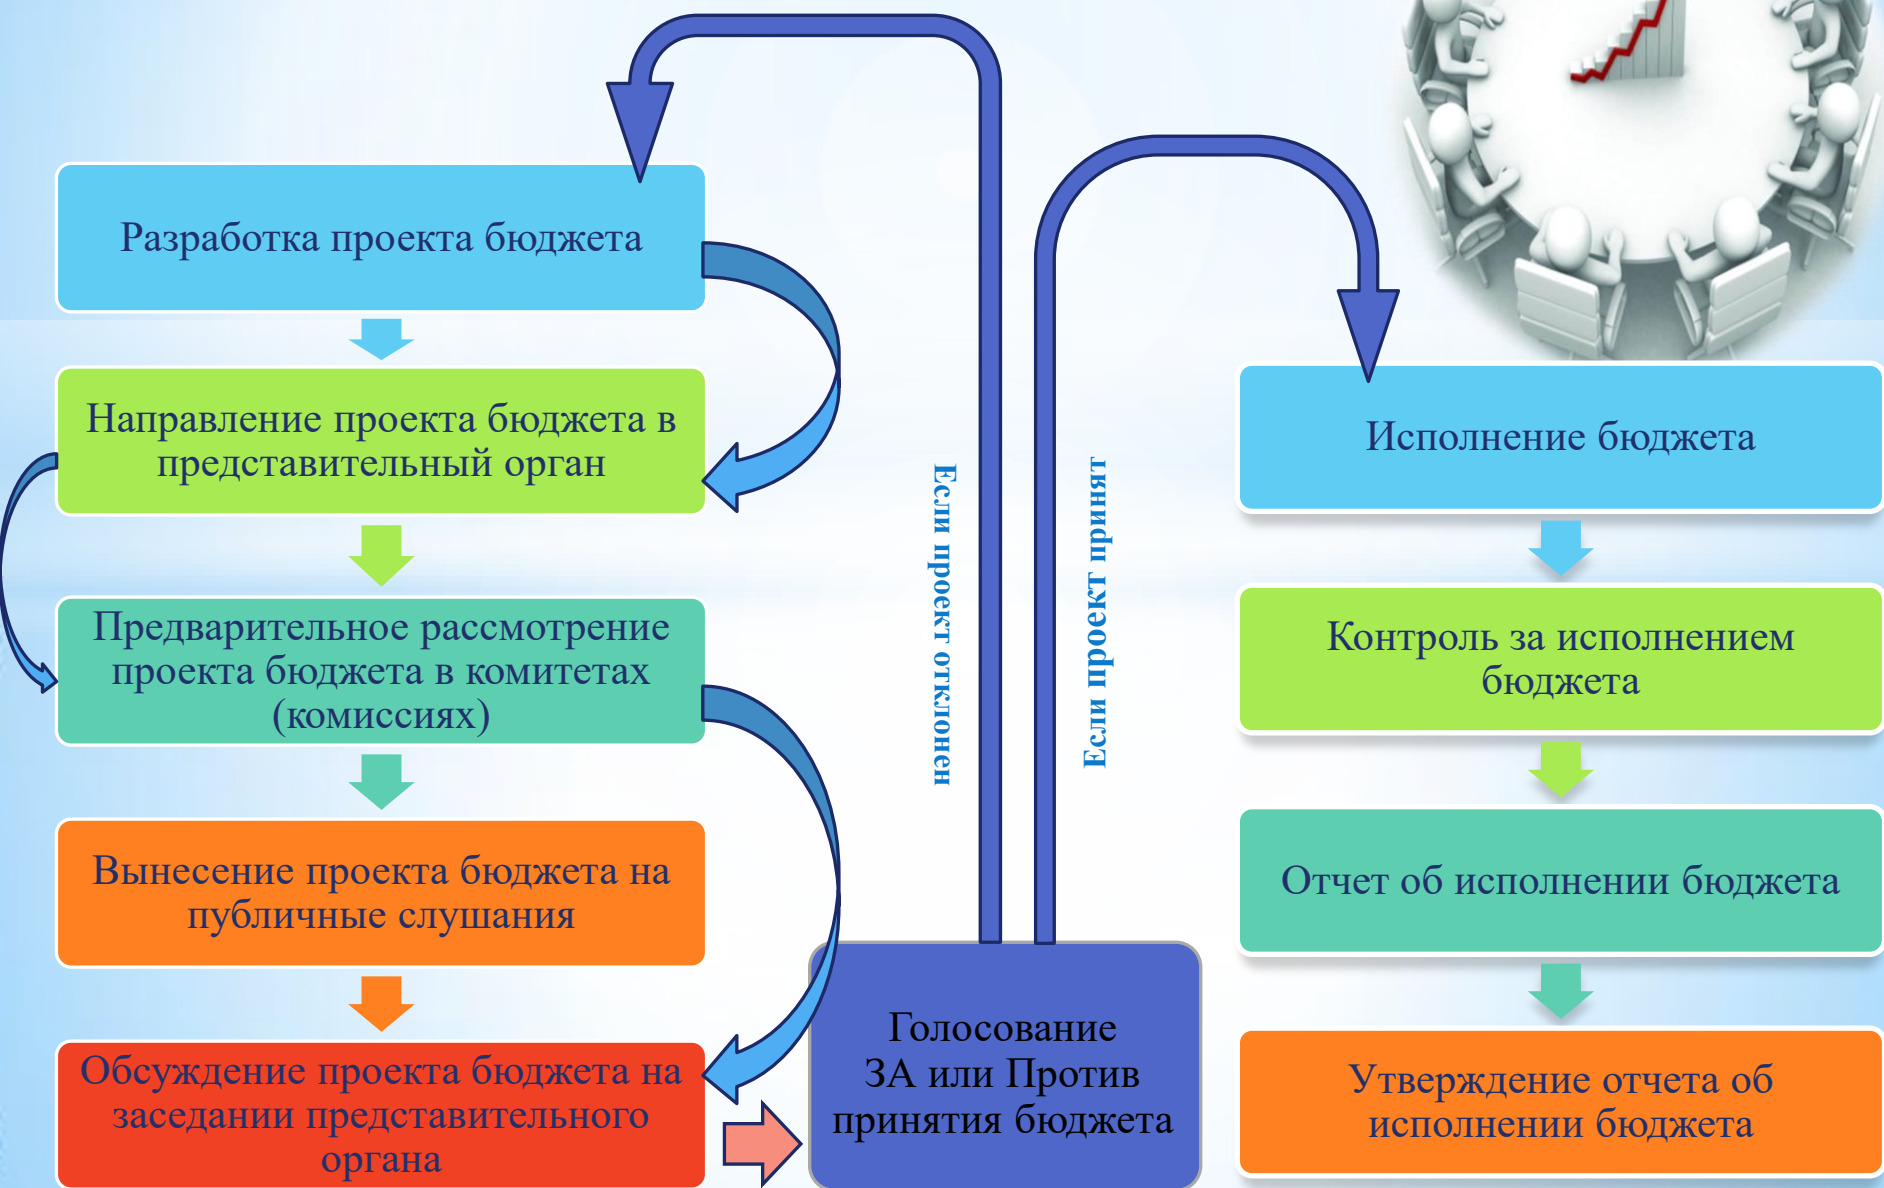 Разработка проекта бюджета
Направление проекта бюджета в
представительный орган
Предварительное рассмотрение
проекта бюджета в комитетах
(комиссиях)
Вынесение проекта бюджета на
публичные слушания
Обсуждение проекта бюджета на
заседании представительного
органа
Голосование
ЗА или Против
принятия бюджета
Если проект отклонен
Если проект принят
Исполнение бюджета
Контроль за исполнением
бюджета
Отчет об исполнении бюджета
Утверждение отчета об
исполнении бюджета